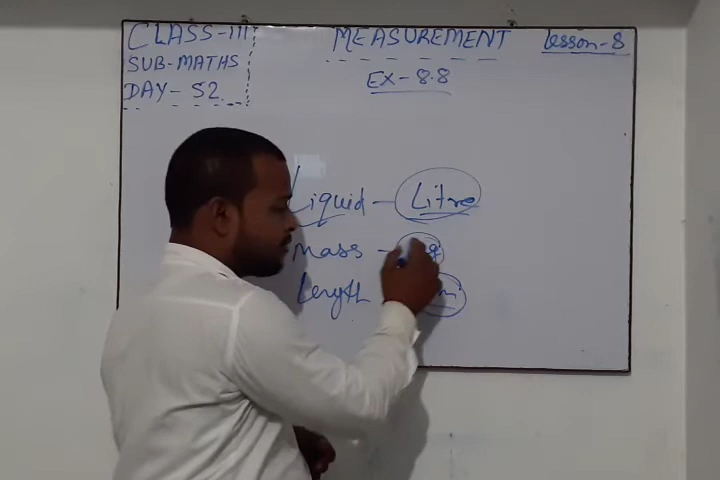 CLASS-III
SUB-MATHS
DAY-52
MEASUREMENT
EX-8.8
Lesson-8
Liquid - Litre
Mass -
Length